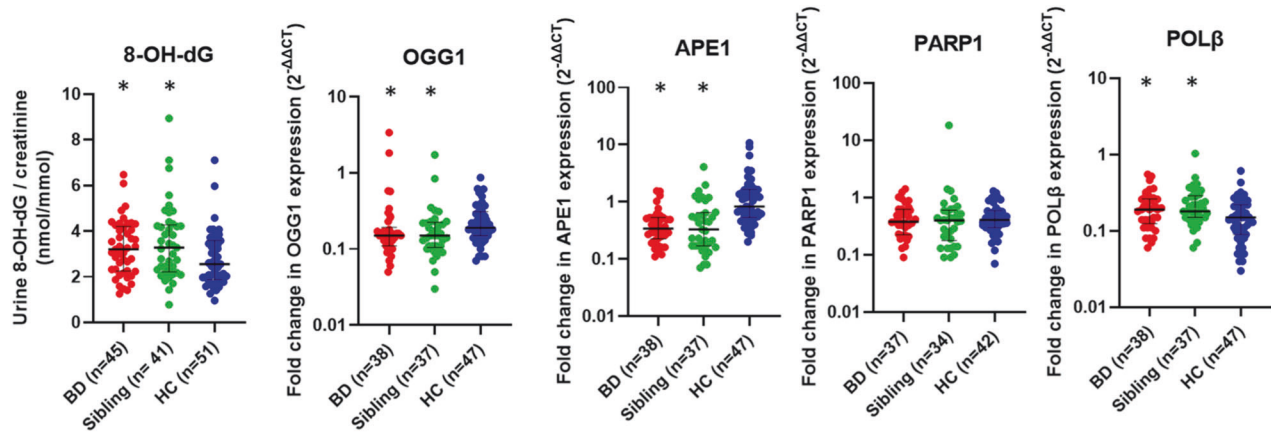 8-OH-dG
Urine 8-OH-dG / creatinine
(nmol/mmol)
10
8
6
4
2
0
* *
BD (n=45)
Sibling (n= 41)
HC (n=51)
OGG1
Fold change in OGG1 expression (2-ΔΔCT)
10
1
0.1
0.01
* *
BD (n=38)
Sibling (n=37)
HC (n=47)
APE1
Fold change in APE1 expression (2-ΔΔCT)
100
10
1
0.1
0.01
* *
BD (n=38)
Sibling (n=37)
HC (n=47)
PARP1
Fold change in PARP1 expression (2-ΔΔCT)
100
10
1
0.1
0.01
BD (n=37)
Sibling (n=34)
HC (n=42)
POLβ
Fold change in POLβ expression (2-ΔΔCT)
10
1
0.1
0.01
* *
BD (n=38)
Sibling (n=37)
HC (n=47)